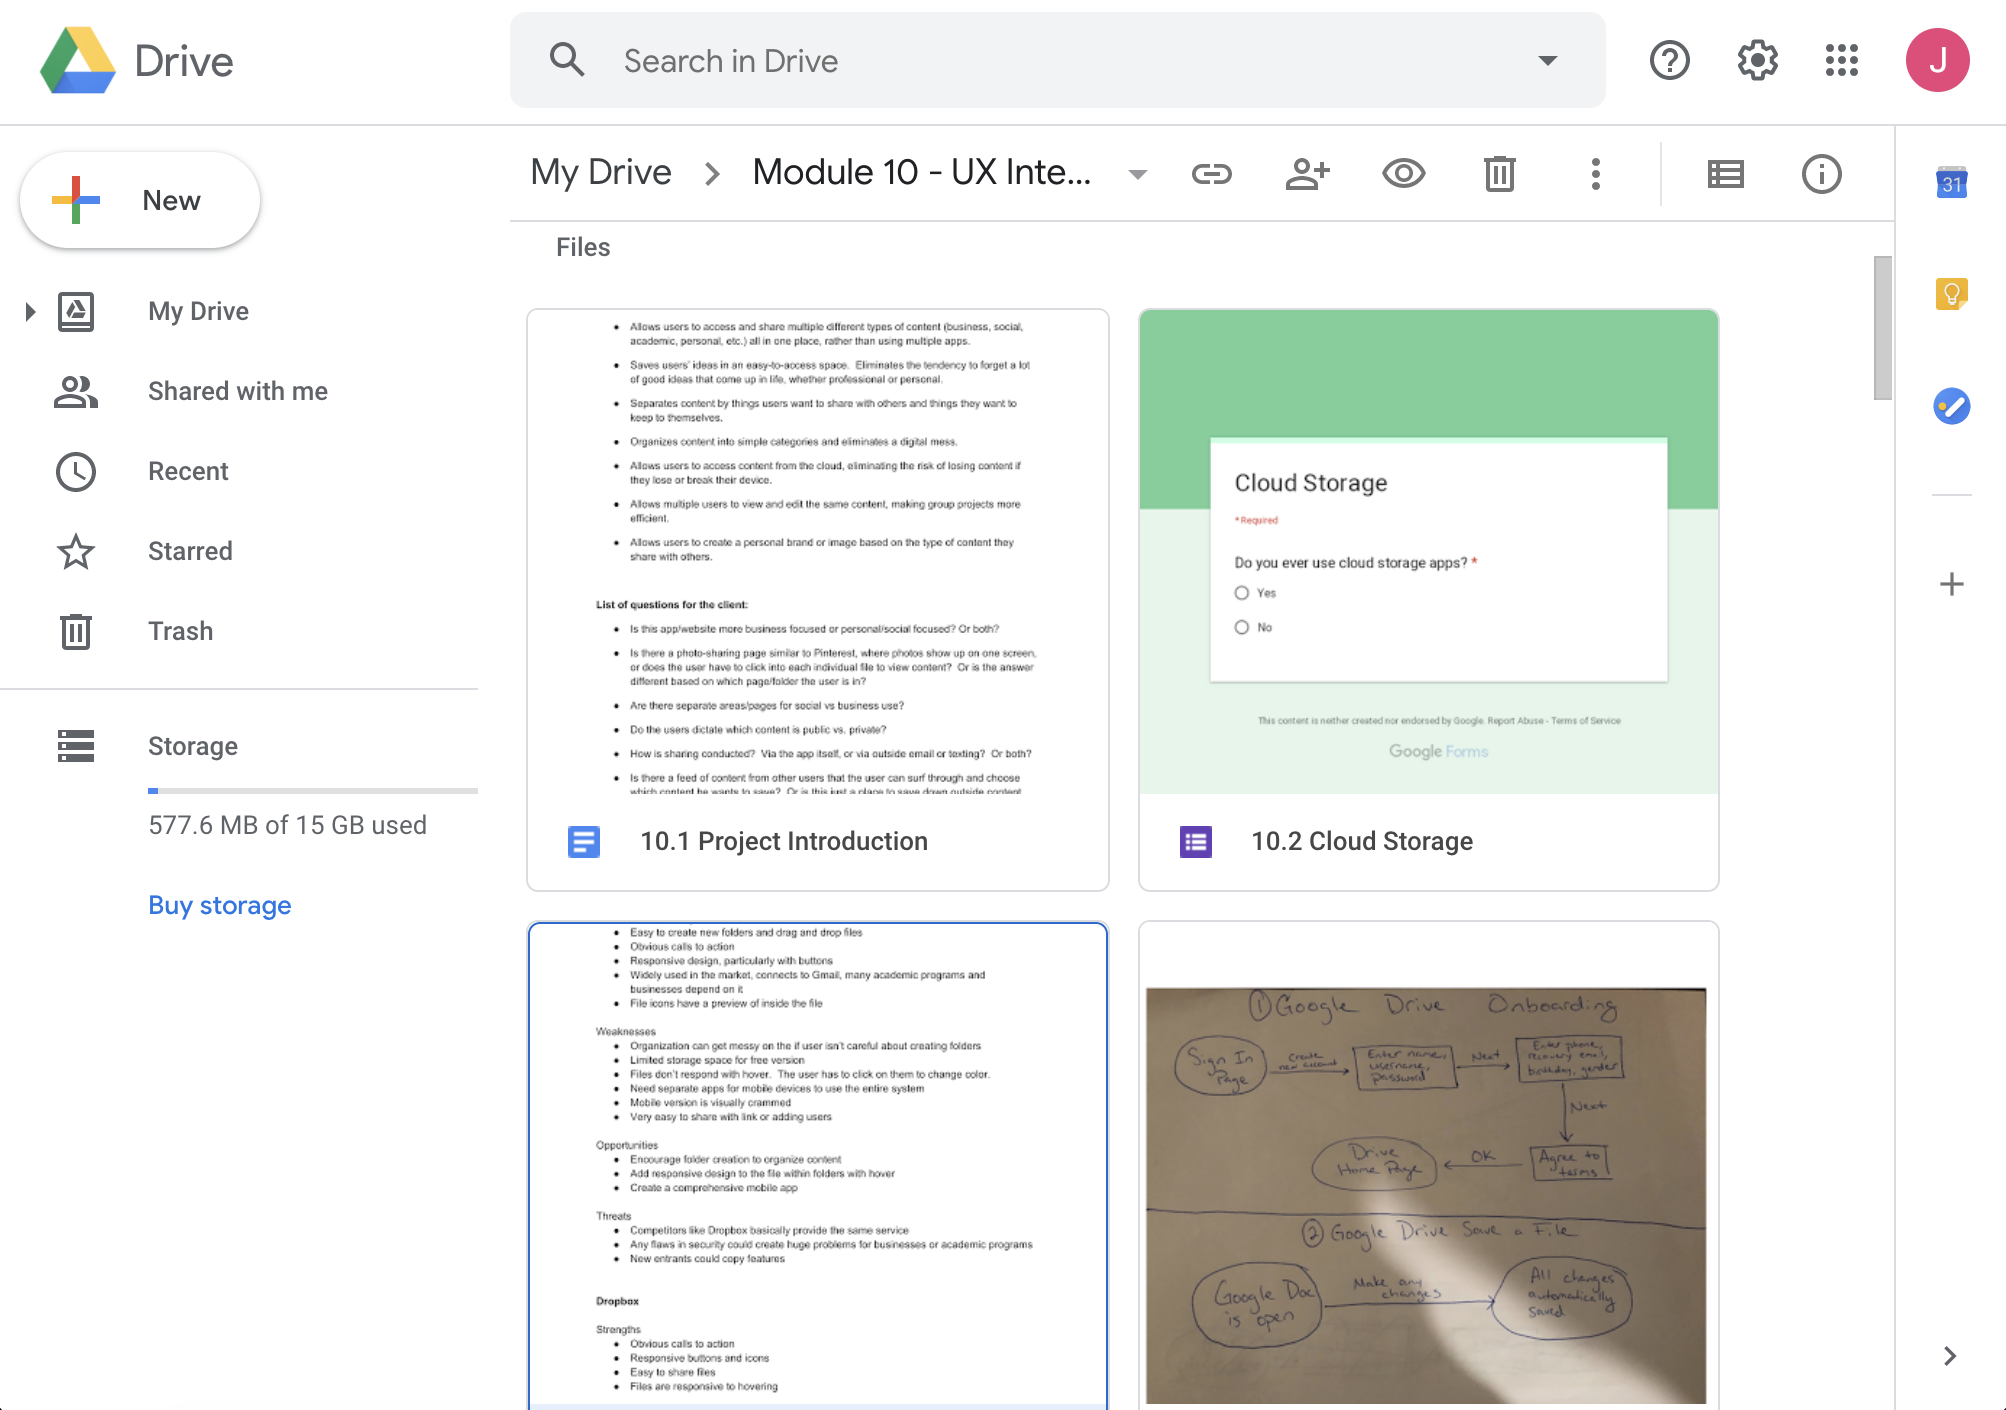 Drive
Search in Drive
J
New
My Drive
Shared with me
Recent
Starred
Trash
Storage
577.6 MB of 15 GB used
Buy storage
My Drive
Module 10 - UX Inte...
31
Files
Allows users to access and share multiple different types of content (business, social,
academic, personal, etc.) all in one place, rather than using multiple apps.
Saves users' ideas in an easy-to-access space. Eliminates the tendency to forget a lot
of good ideas that come up in life, whether professional or personal.
Separates content by things users want to share with others and things they want to
keep to themselves.
Organizes content into simple categories and eliminates a digital mess.
Allows users to access content from the cloud, eliminating the risk of losing content if
they lose or break their device.
Allows multiple users to view and edit the same content, making group projects more
efficient.
Allows users to create a personal brand or image based on the type of content they
share with others.
List of questions for the client:
Is this app/website more business focused or personal/social focused? Or both?
Is there a photo-sharing page similar to Pinterest, where photos show up on one screen,
or does the user have to click into each individual file to view content? Or is the answer
different based on which page/folder the user is in?
Are there separate areas/pages for social vs business use?
Do the users dictate which content is public vs. private?
How is sharing conducted? Via the app itself, or via outside email or texting? Or both?
Is there a feed of content from other users that the user can surf through and choose
which content he wants to save? Or is this just a place to save down outside content
10.1 Project Introduction
Cloud Storage
* Required
Do you ever use cloud storage apps? *
Yes
No
This content is neither created nor endorsed by Google. Report Abuse - Terms of Service
Google Forms
10.2 Cloud Storage
Easy to create new folders and drag and drop files
Obvious calls to action
Responsive design, particularly with buttons
Widely used in the market, connects to Gmail, many academic programs and
businesses depend on it
File icons have a preview of inside the file
Weaknesses
Organization can get messy on the if user isn't careful about creating folders
Limited storage space for free version
Files don't respond with hover. The user has to click on them to change color.
Need separate apps for mobile devices to use the entire system
Mobile version is visually crammed
Very easy to share with link or adding users
Opportunities
Encourage folder creation to organize content
Add responsive design to the file within folders with hover
Create a comprehensive mobile app
Threats
Competitors like Dropbox basically provide the same service
Any flaws in security could create huge problems for businesses or academic programs
New entrants could copy features
Dropbox
Strengths
Obvious calls to action
Responsive buttons and icons
Easy to share files
Files are responsive to hovering
1 Google Drive Onboarding
Sign In
Page
Create
new account
Enter name,
username,
password
Next
Enter phone,
recovery email,
birthday, gender
Next
Agree to
terms
OK
Drive
Home Page
2 Google Drive Save a File
Google Doc
is open
Make any
changes
All changes
automatically
saved